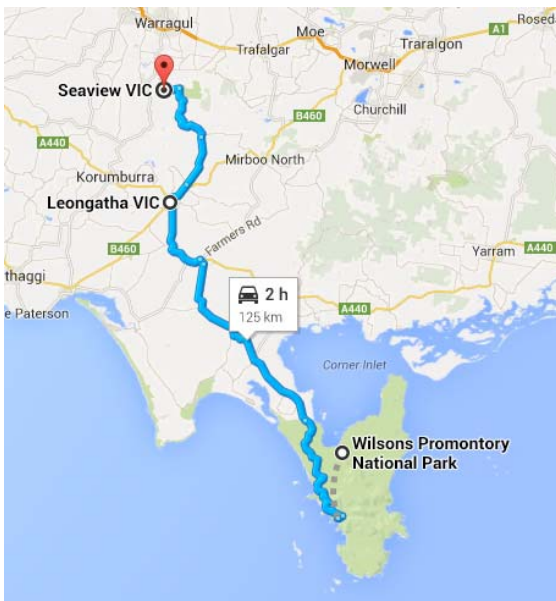 Warragul
Moe
Rosed
A1
Trafalgar
Traralgon
Morwell
Seaview VIC
Churchill
B460
A440
Mirboo North
Korumburra
Leongatha VIC
Farmers Rd
B460
Yarram
A440
thaggi
2 h
e Paterson
125 km
A440
Corner Inlet
Wilsons Promontory
National Park